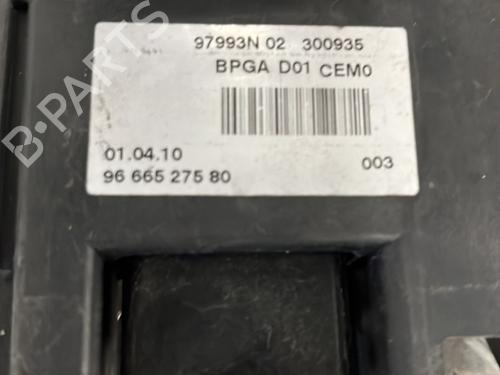 97993N 02 300935
BPGA D01 CEM0
01.04.10
003
96 665 275 80
B-PARTS